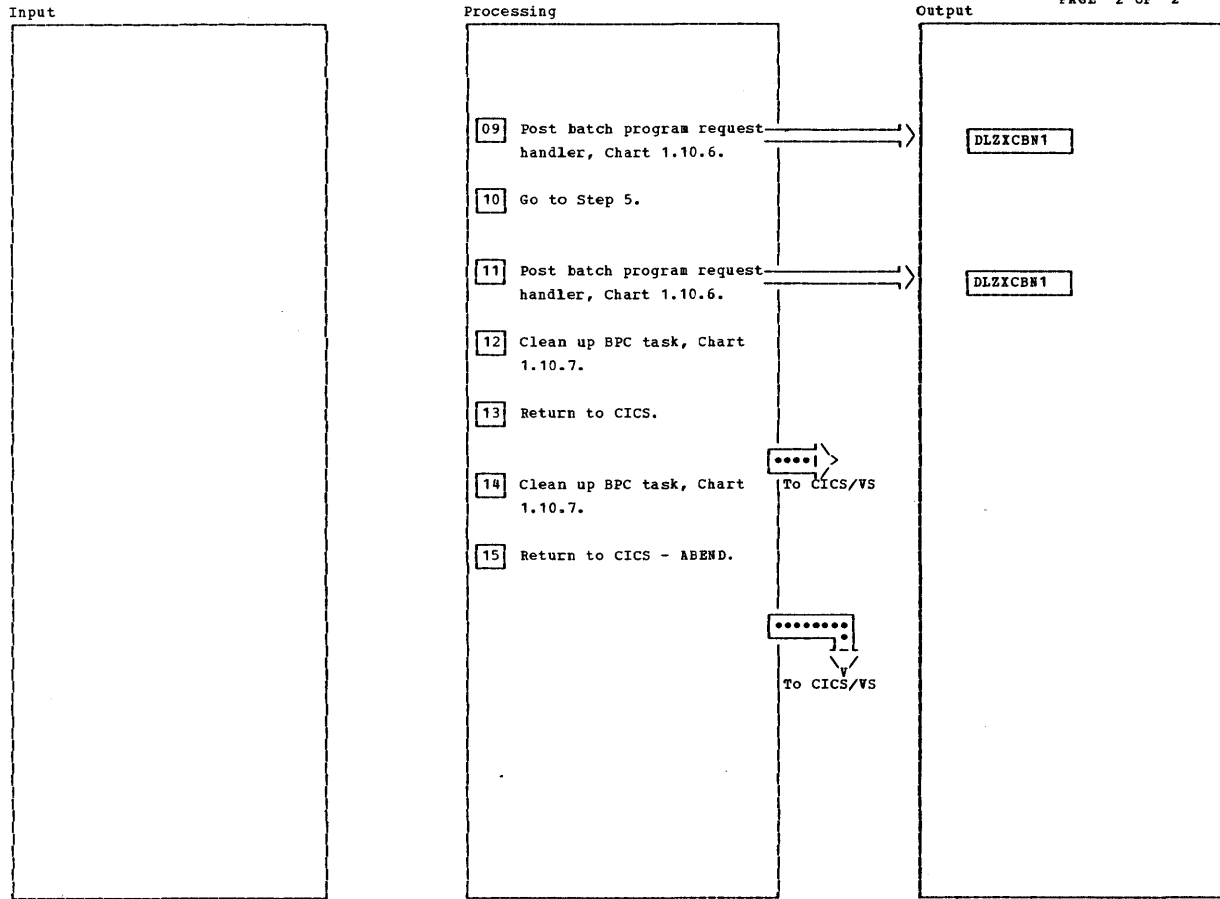 PAGE 2 OF 2
Input
Processing
Output
09 Post batch program request
handler, Chart 1.10.6.
DLZXCBN1
10 Go to Step 5.
11 Post batch program request
handler, Chart 1.10.6.
DLZXCBN1
12 Clean up BPC task, Chart
1.10.7.
13 Return to CICS.
To CICS/VS
14 Clean up BPC task, Chart
1.10.7.
15 Return to CICS - ABEND.
To CICS/VS